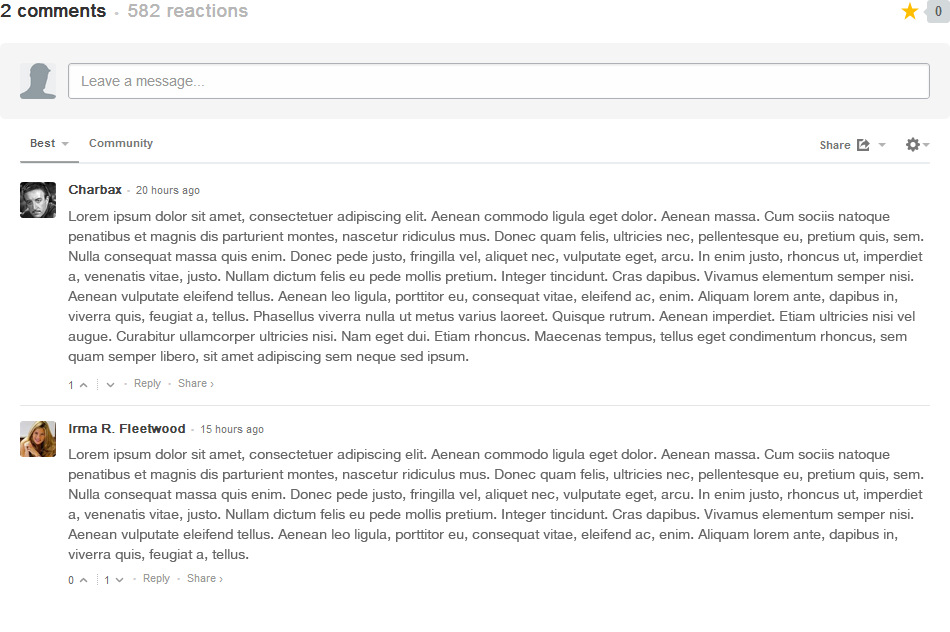 2 comments · 582 reactions 0
Leave a message...
Best Community Share
Charbax · 20 hours ago
Lorem ipsum dolor sit amet, consectetuer adipiscing elit. Aenean commodo ligula eget dolor. Aenean massa. Cum sociis natoque
penatibus et magnis dis parturient montes, nascetur ridiculus mus. Donec quam felis, ultricies nec, pellentesque eu, pretium quis, sem.
Nulla consequat massa quis enim. Donec pede justo, fringilla vel, aliquet nec, vulputate eget, arcu. In enim justo, rhoncus ut, imperdiet
a, venenatis vitae, justo. Nullam dictum felis eu pede mollis pretium. Integer tincidunt. Cras dapibus. Vivamus elementum semper nisi.
Aenean vulputate eleifend tellus. Aenean leo ligula, porttitor eu, consequat vitae, eleifend ac, enim. Aliquam lorem ante, dapibus in,
viverra quis, feugiat a, tellus. Phasellus viverra nulla ut metus varius laoreet. Quisque rutrum. Aenean imperdiet. Etiam ultricies nisi vel
augue. Curabitur ullamcorper ultricies nisi. Nam eget dui. Etiam rhoncus. Maecenas tempus, tellus eget condimentum rhoncus, sem
quam semper libero, sit amet adipiscing sem neque sed ipsum.
1 · Reply · Share ›
Irma R. Fleetwood · 15 hours ago
Lorem ipsum dolor sit amet, consectetuer adipiscing elit. Aenean commodo ligula eget dolor. Aenean massa. Cum sociis natoque
penatibus et magnis dis parturient montes, nascetur ridiculus mus. Donec quam felis, ultricies nec, pellentesque eu, pretium quis, sem.
Nulla consequat massa quis enim. Donec pede justo, fringilla vel, aliquet nec, vulputate eget, arcu. In enim justo, rhoncus ut, imperdiet
a, venenatis vitae, justo. Nullam dictum felis eu pede mollis pretium. Integer tincidunt. Cras dapibus. Vivamus elementum semper nisi.
Aenean vulputate eleifend tellus. Aenean leo ligula, porttitor eu, consequat vitae, eleifend ac, enim. Aliquam lorem ante, dapibus in,
viverra quis, feugiat a, tellus.
0 1 · Reply · Share ›